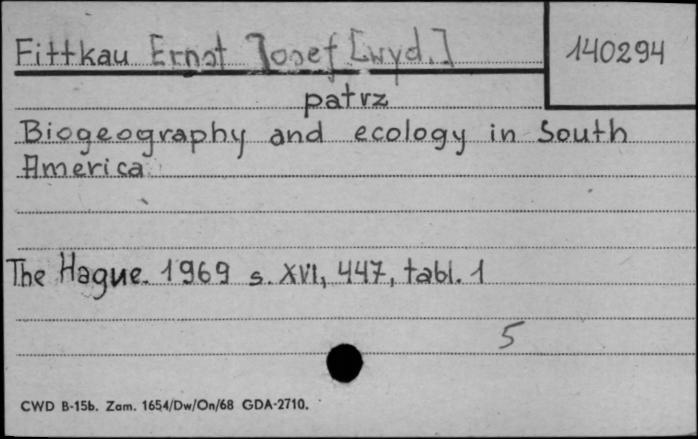 Fittkau Ernst Josef [wyd.]
140294
patrz
Biogeography and ecology in South
America
The Hague. 1969 s. XVI, 447, tabl. 1
5
CWD B-15b. Zam. 1654/Dw/On/68 GDA-2710.